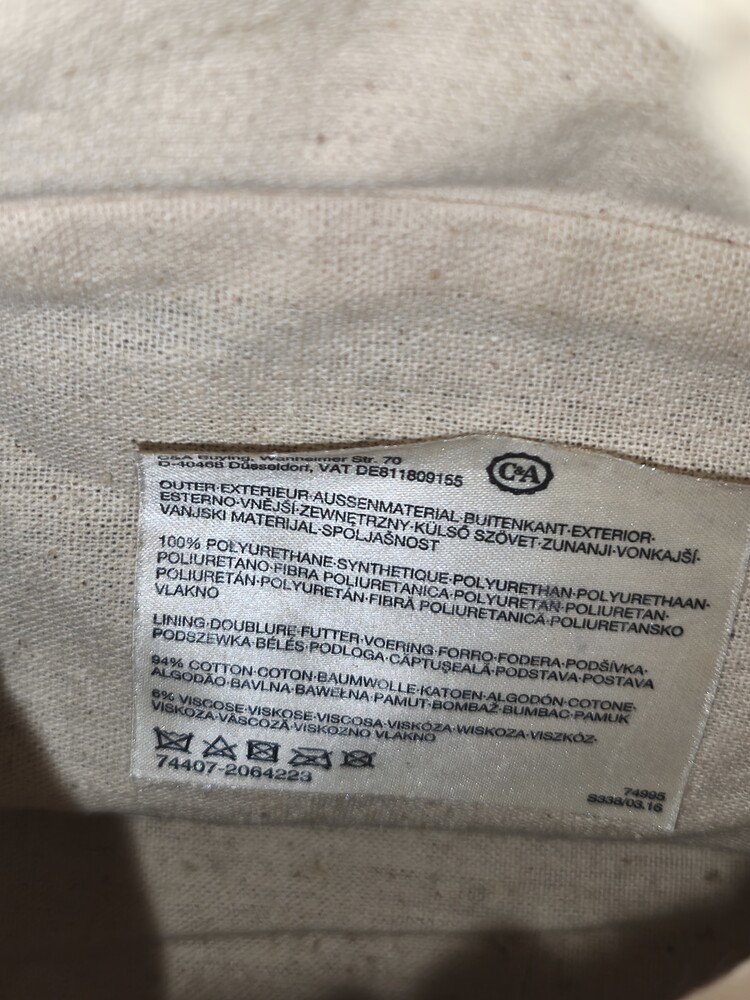 C&A Buying, Wanheimer Str. 70
D-40468 Düsseldorf, VAT DE811809165
C&A
OUTER·EXTERIEUR·AUSSENMATERIAL·BUITENKANT·EXTERIOR·
ESTERNO·VNĚJŠÍ·ZEWNĘTRZNY·KÜLSŐ SZÖVET·ZUNANJI·VONKAJŠÍ·
VANJSKI MATERIJAL·SPOLJAŠNOST
100% POLYURETHANE·SYNTHETIQUE·POLYURETHAN·POLYURETHAAN·
POLIURETANO·FIBRA POLIURETANICA·POLYURETAN·POLIURETAN·
POLIURETÁN·POLYURETÁN·FIBRĂ POLIURETANICĂ·POLIURETANSKO
VLAKNO
LINING·DOUBLURE·FUTTER·VOERING·FORRO·FODERA·PODŠÍVKA·
PODSZEWKA·BÉLÉS·PODLOGA·CĂPTUŞEALĂ·PODSTAVA·POSTAVA
94% COTTON·COTON·BAUMWOLLE·KATOEN·ALGODÓN·COTONE·
ALGODÃO·BAVLNA·BAWEŁNA·PAMUT·BOMBAŽ·BUMBAC·PAMUK
6% VISCOSE·VISKOSE·VISCOSA·VISKÓZA·WISKOZA·VISZKÓZ·
VISKOZA·VÂSCOZĂ·VISKOZNO VLAKNO
74407-2064223
74995
S338/03.16